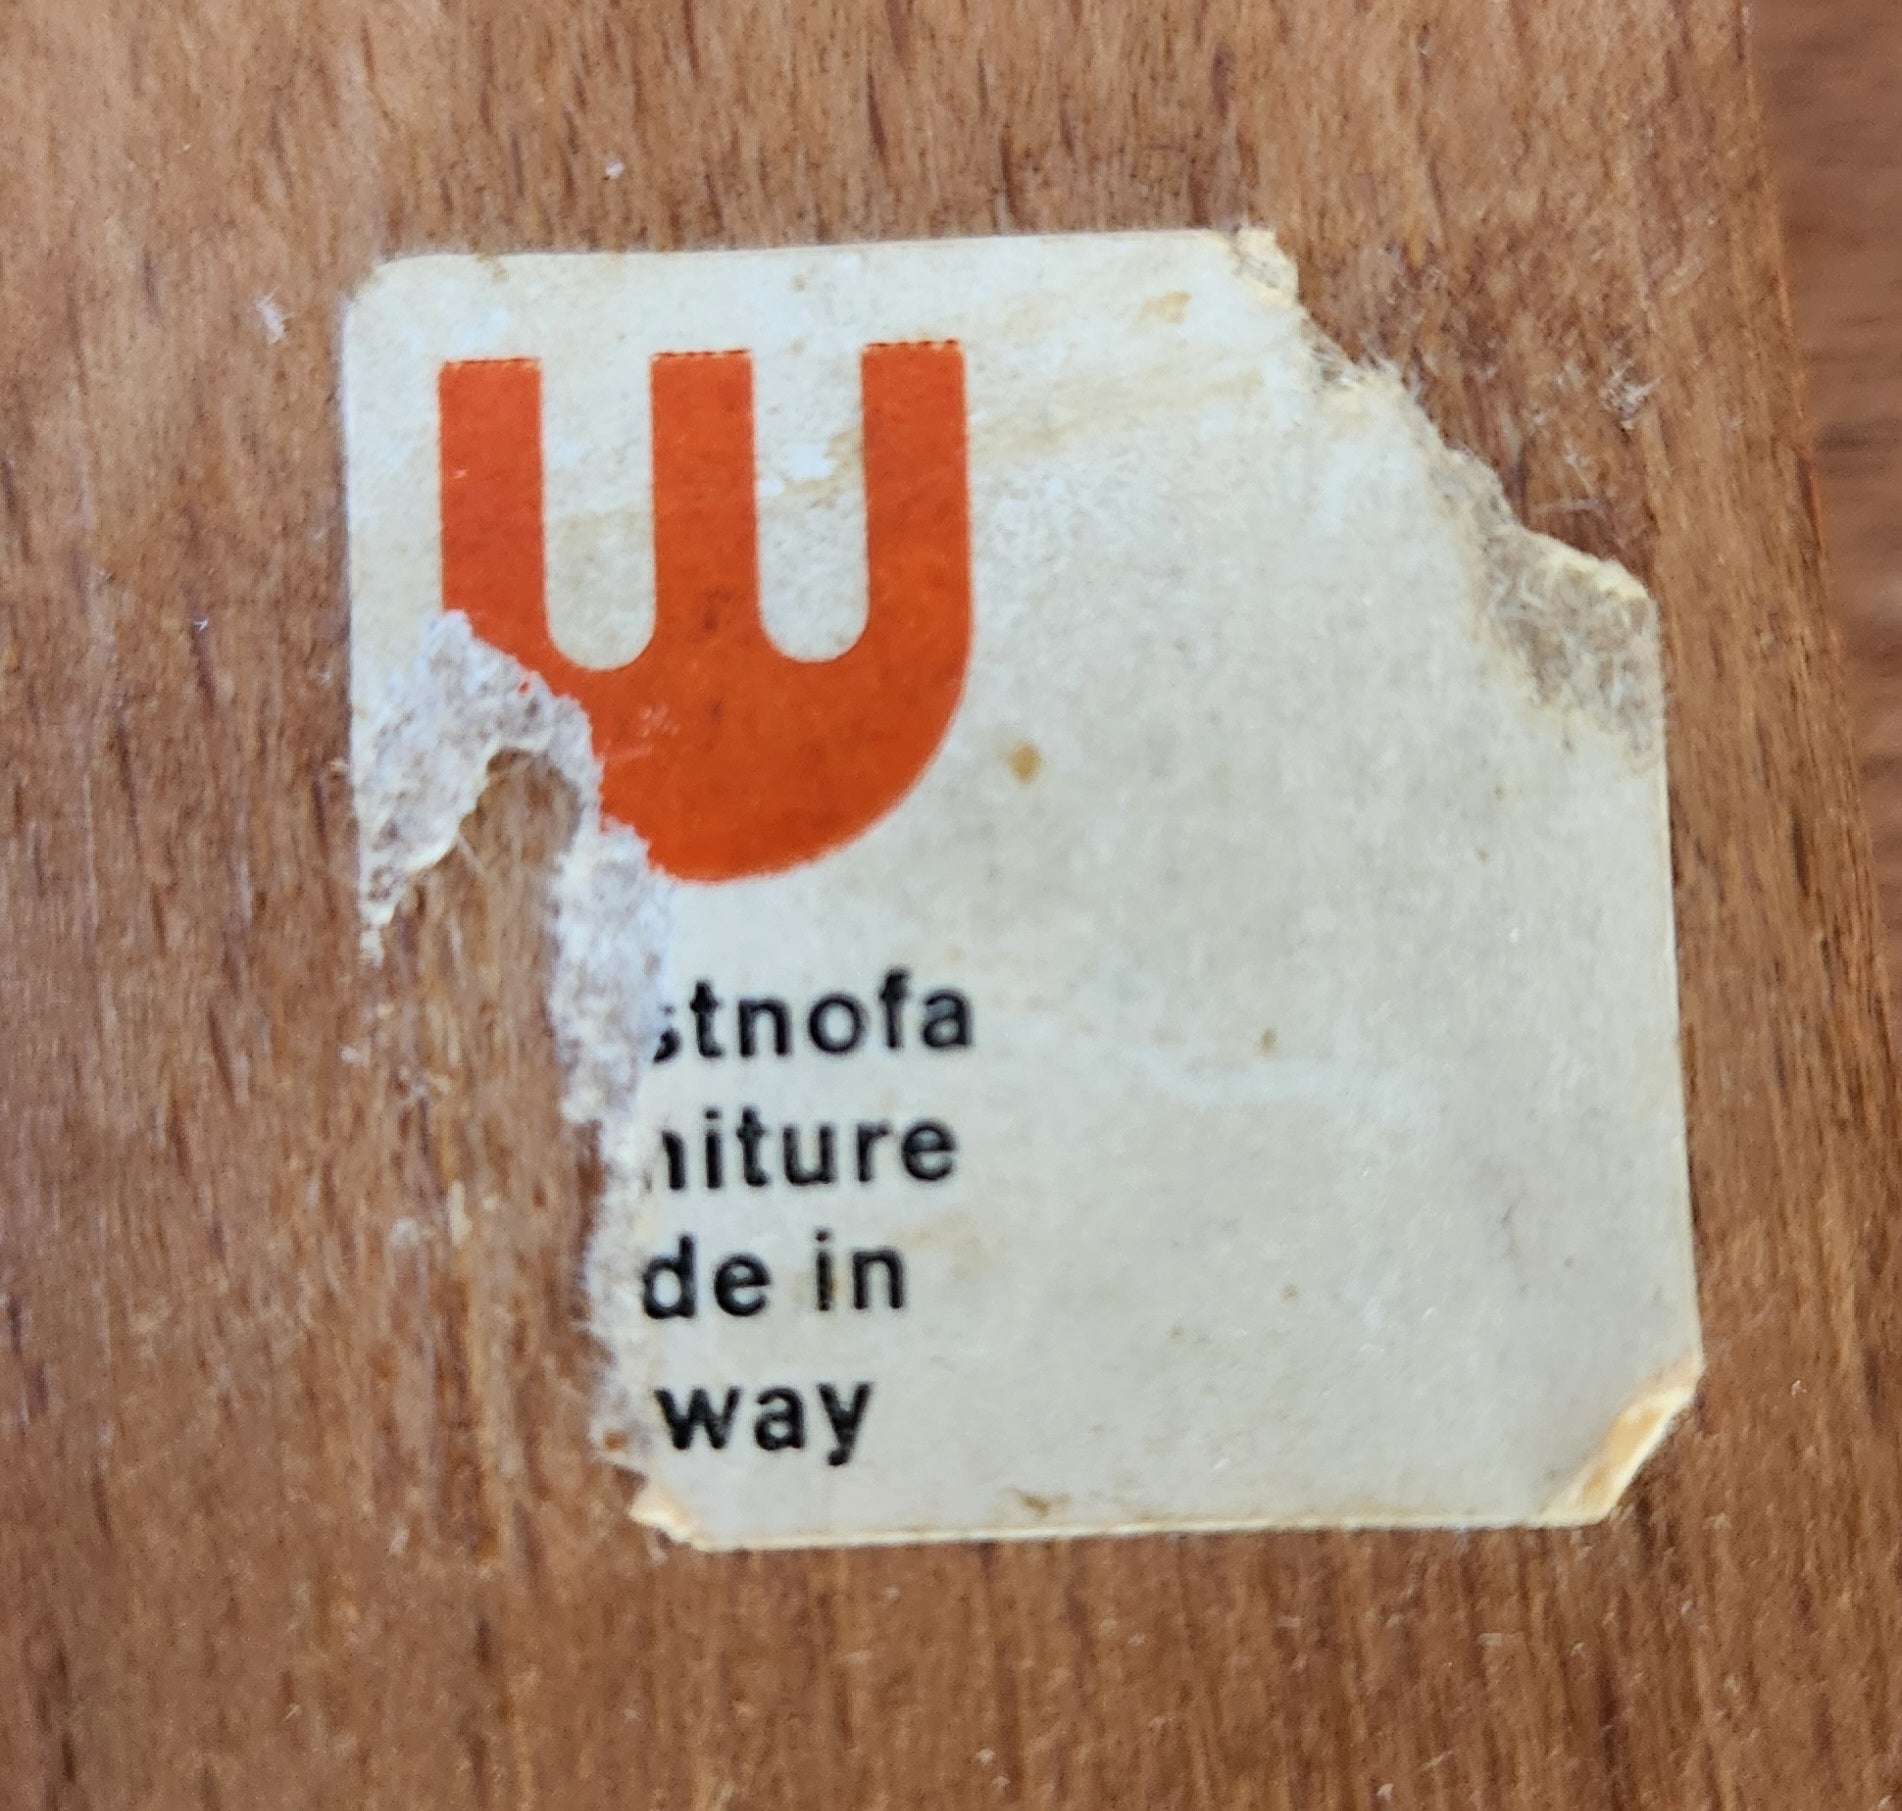 W
stnofa
niture
de in
way